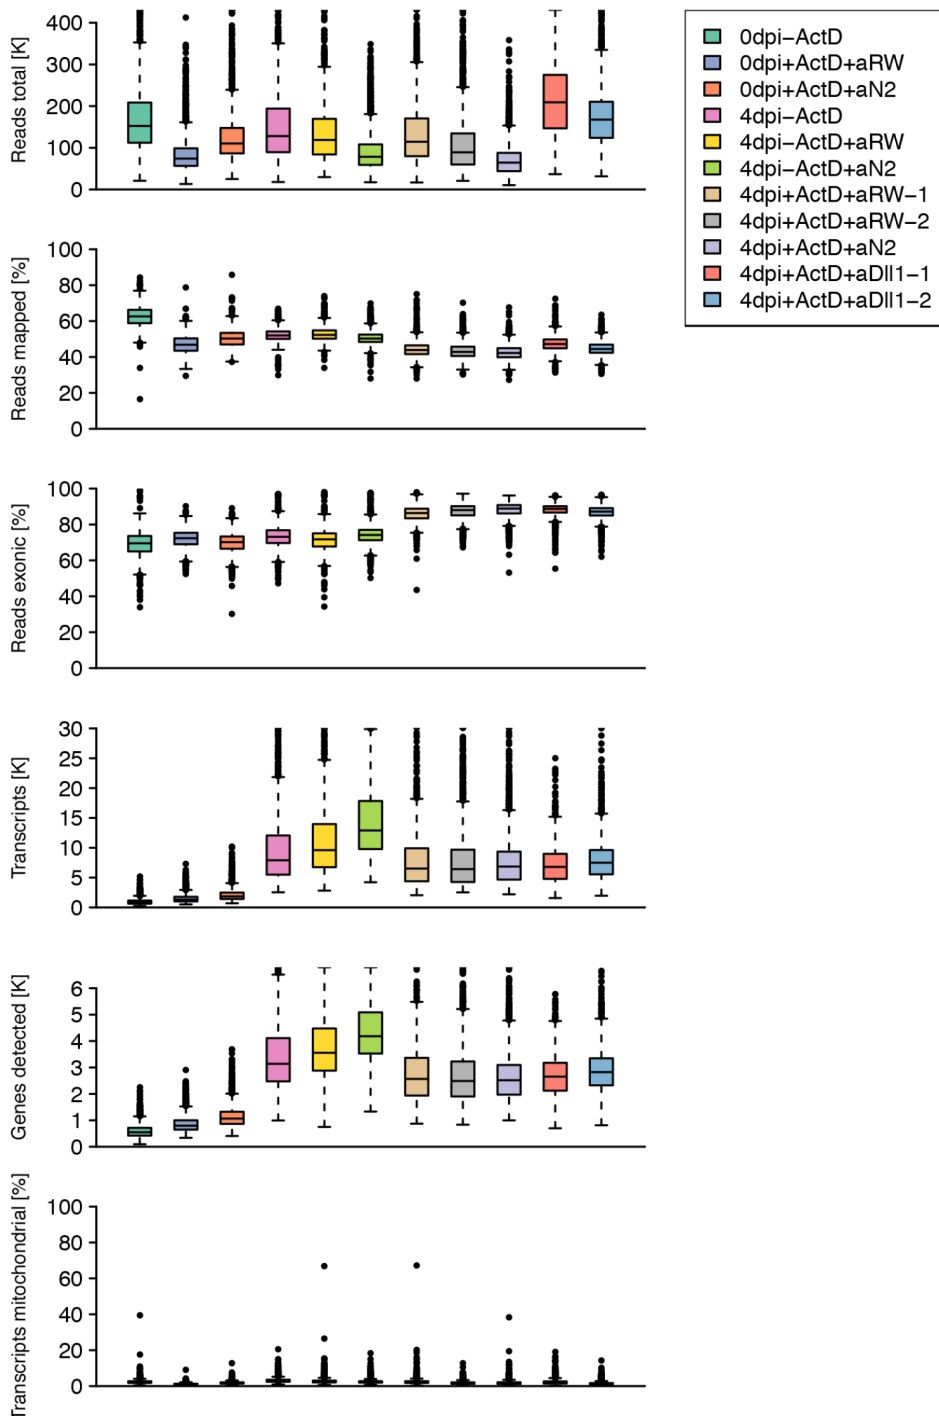 Reads total [K]
400
300
200
100
0
0dpi−ActD
0dpi+ActD+aRW
0dpi+ActD+aN2
4dpi−ActD
4dpi−ActD+aRW
4dpi−ActD+aN2
4dpi+ActD+aRW−1
4dpi+ActD+aRW−2
4dpi+ActD+aN2
4dpi+ActD+aDll1−1
4dpi+ActD+aDll1−2
Reads mapped [%]
100
80
60
40
20
0
Reads exonic [%]
100
80
60
40
20
0
Transcripts [K]
30
25
20
15
10
5
0
Genes detected [K]
6
5
4
3
2
1
0
Transcripts mitochondrial [%]
100
80
60
40
20
0